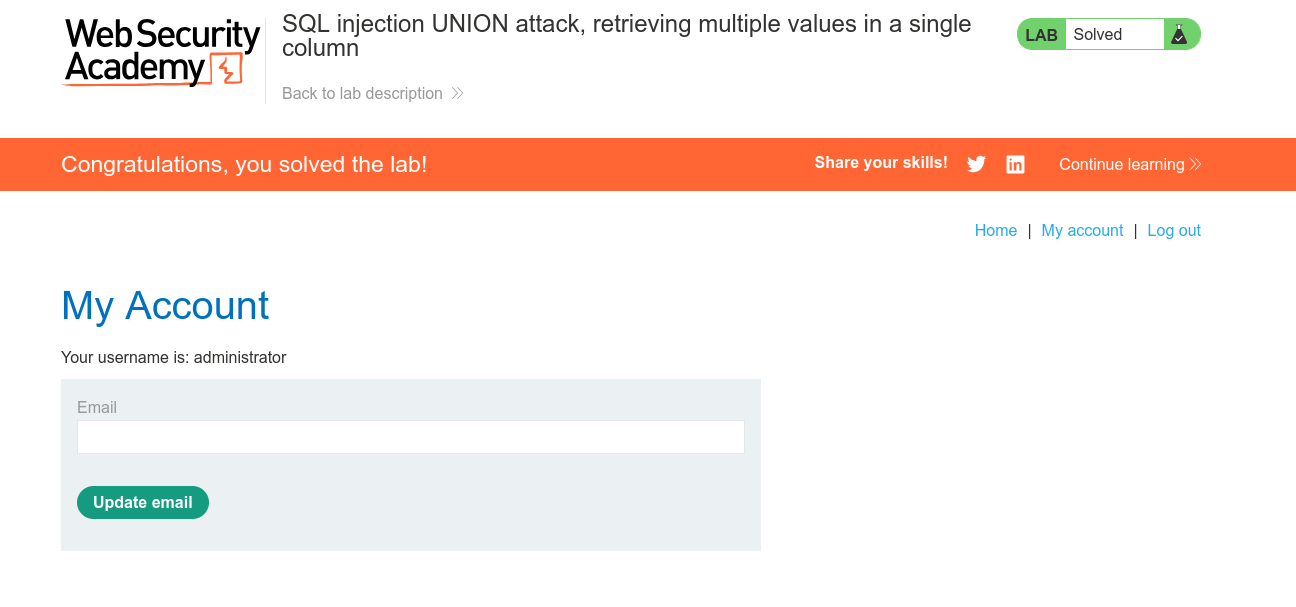 Web Security
Academy
SQL injection UNION attack, retrieving multiple values in a single
column
Back to lab description
LAB Solved
Congratulations, you solved the lab!
Share your skills!
Continue learning
Home | My account | Log out
My Account
Your username is: administrator
Email
Update email